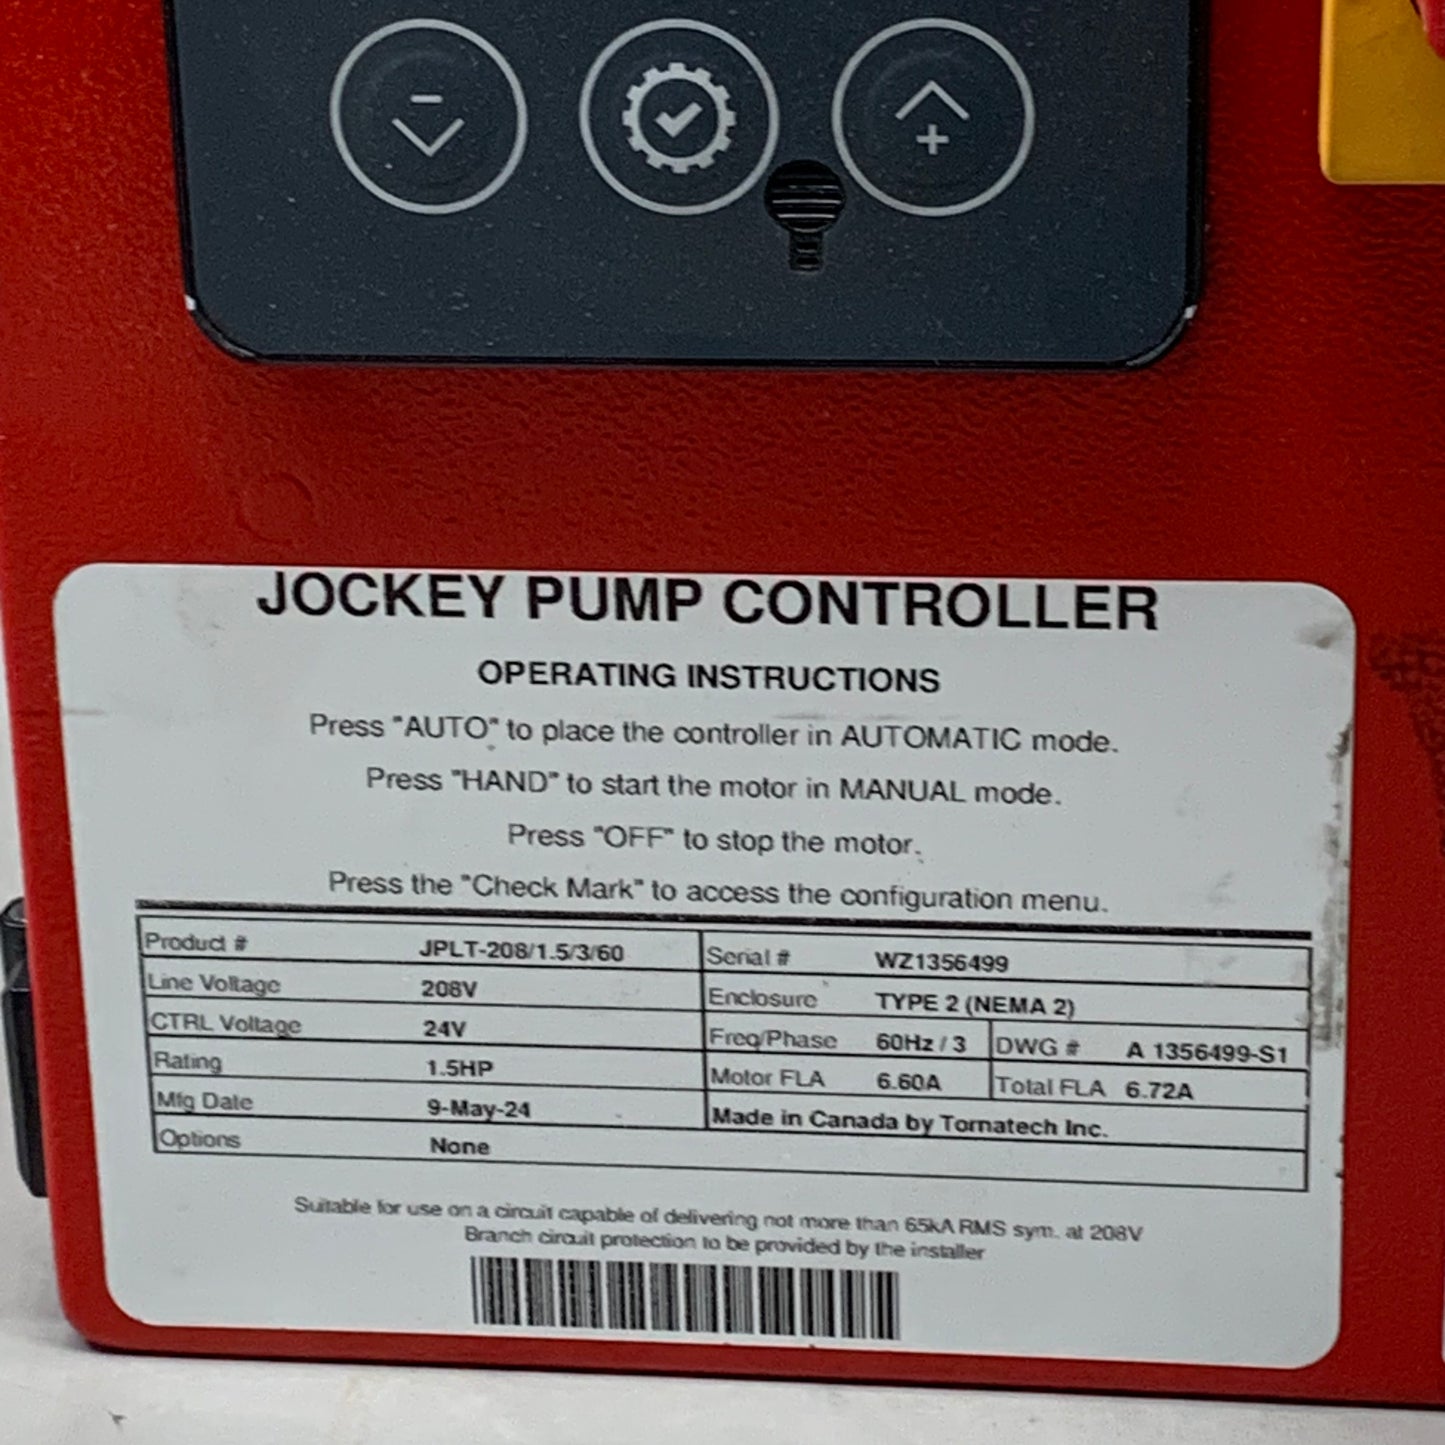 JOCKEY PUMP CONTROLLER
OPERATING INSTRUCTIONS
Press "AUTO" to place the controller in AUTOMATIC mode.
Press "HAND" to start the motor in MANUAL mode.
Press "OFF" to stop the motor.
Press the "Check Mark" to access the configuration menu.
Product # JPLT-208/1.5/3/60 Serial # WZ1356499
Line Voltage 208V Enclosure TYPE 2 (NEMA 2)
CTRL Voltage 24V Freq/Phase 60Hz / 3 DWG # A 1356499-S1
Rating 1.5HP Motor FLA 6.60A Total FLA 6.72A
Mfg Date 9-May-24 Made in Canada by Tornatech Inc.
Options None
Suitable for use on a circuit capable of delivering not more than 65kA RMS sym. at 208V
Branch circuit protection to be provided by the installer